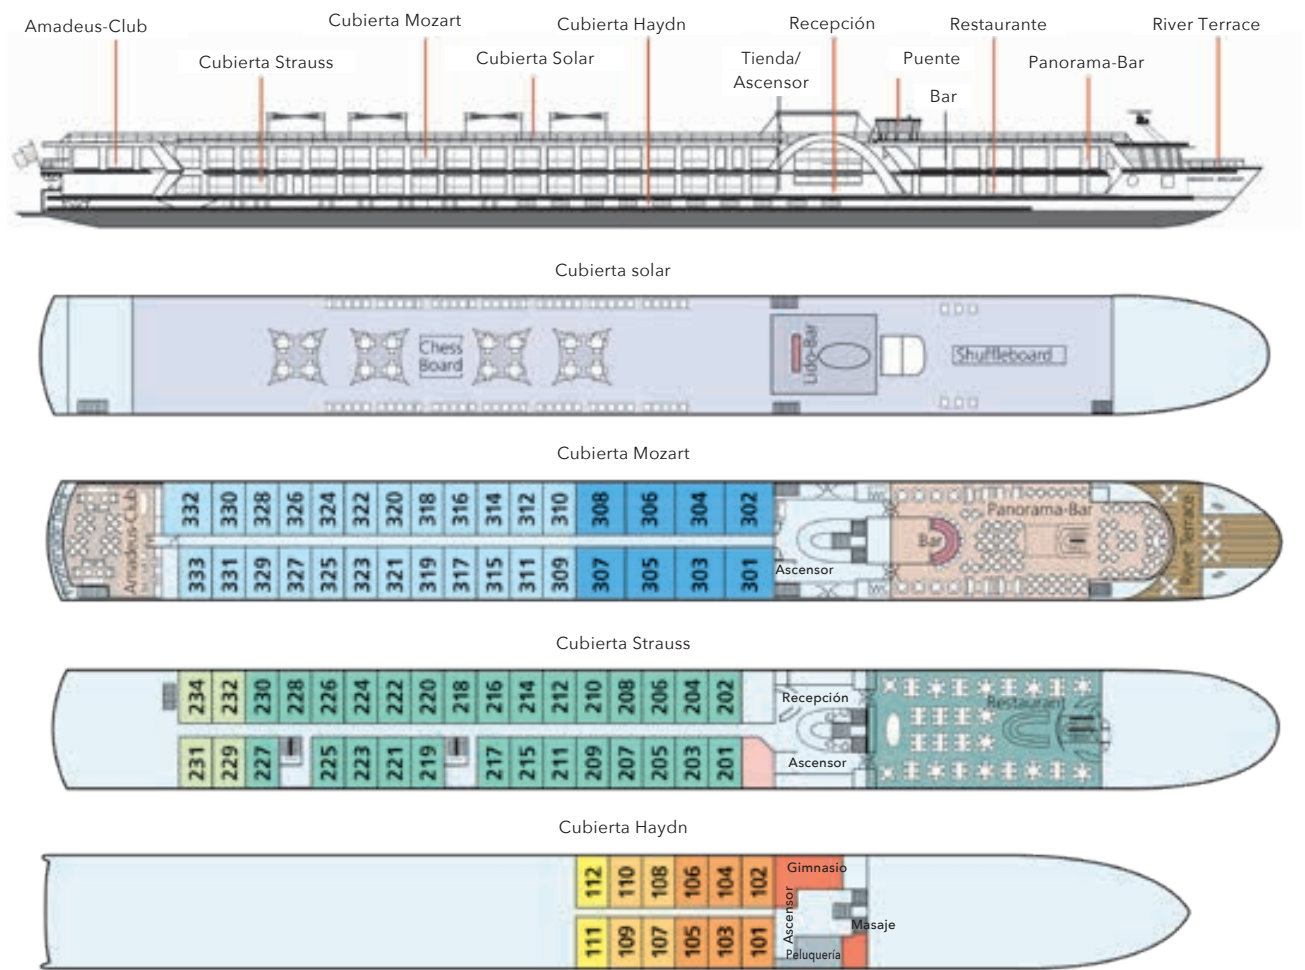 Amadeus-Club
Cubierta Mozart
Cubierta Haydn
Recepción
Restaurante
River Terrace
Cubierta Strauss
Cubierta Solar
Tienda/
Ascensor
Puente
Panorama-Bar
Bar
Cubierta solar
Chess
Board
Lido-Bar
Shuffleboard
Cubierta Mozart
Amadeus-Club
332 330 328 326 324 322 320 318 316 314 312 310 308 306 304 302
Panorama-Bar
Bar
River Terrace
Ascensor
333 331 329 327 325 323 321 319 317 315 311 309 307 305 303 301
Cubierta Strauss
234 232 230 228 226 224 222 220 218 216 214 212 210 208 206 204 202
Recepción
Restaurant
231 229 227 225 223 221 219 217 215 211 209 207 205 203 201
Ascensor
Cubierta Haydn
112 110 108 106 104 102
Gimnasio
Ascensor
Masaje
111 109 107 105 103 101
Peluquería